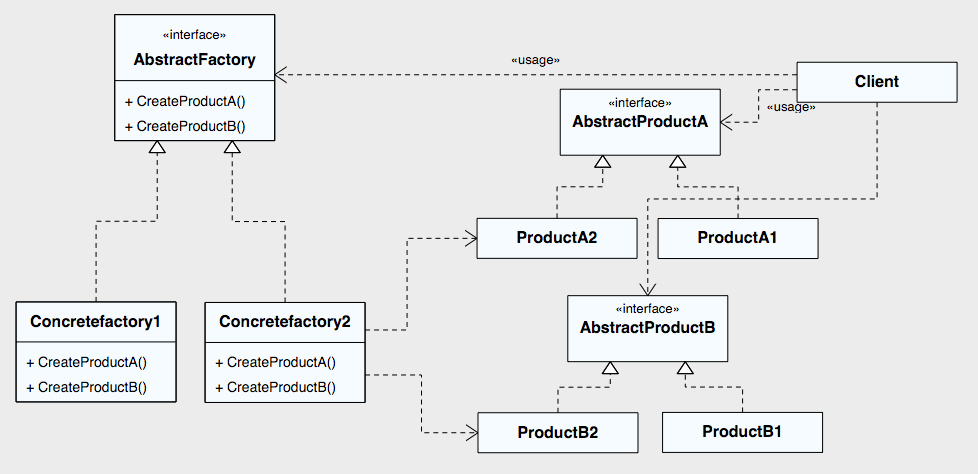 «interface»
AbstractFactory
+ CreateProductA()
+ CreateProductB()
«usage»
Client
«usage»
«interface»
AbstractProductA
ProductA2
ProductA1
Concretefactory1
+ CreateProductA()
+ CreateProductB()
Concretefactory2
+ CreateProductA()
+ CreateProductB()
«interface»
AbstractProductB
ProductB2
ProductB1